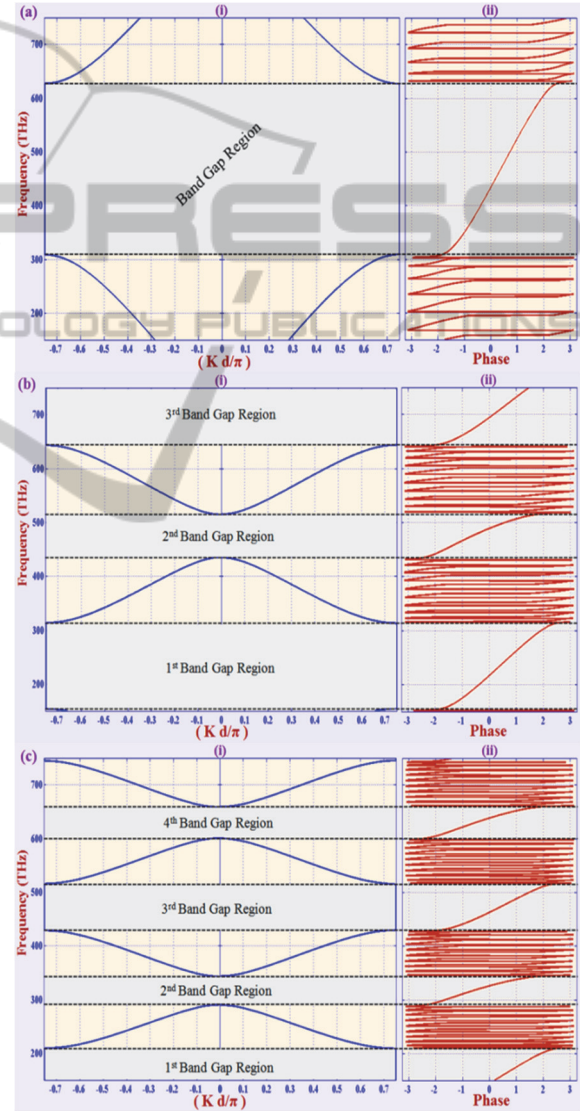 (a) (i) (ii)
700
600
500
400
300
200
Frequency (THz)
Band Gap Region
-0.7 -0.6 -0.5 -0.4 -0.3 -0.2 -0.1 0 0.1 0.2 0.3 0.4 0.5 0.6 0.7
-3 -2 -1 0 1 2 3
( K d/π) Phase
PRESS
OLOGY PUBLICATIONS
(b) (i) (ii)
700
600
500
400
300
200
Frequency (THz)
3rd Band Gap Region
2nd Band Gap Region
1st Band Gap Region
-0.7 -0.6 -0.5 -0.4 -0.3 -0.2 -0.1 0 0.1 0.2 0.3 0.4 0.5 0.6 0.7
-3 -2 -1 0 1 2 3
( K d/π) Phase
(c) (i) (ii)
700
600
500
400
300
200
Frequency (THz)
4th Band Gap Region
3rd Band Gap Region
2nd Band Gap Region
1st Band Gap Region
-0.7 -0.6 -0.5 -0.4 -0.3 -0.2 -0.1 0 0.1 0.2 0.3 0.4 0.5 0.6 0.7
-3 -2 -1 0 1 2 3
( K d/π) Phase